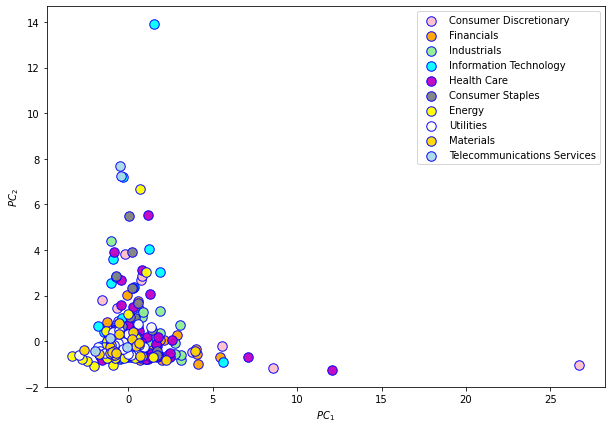 14
12
10
8
6
4
2
0
−2
PC2
Consumer Discretionary
Financials
Industrials
Information Technology
Health Care
Consumer Staples
Energy
Utilities
Materials
Telecommunications Services
0 5 10 15 20 25
PC1